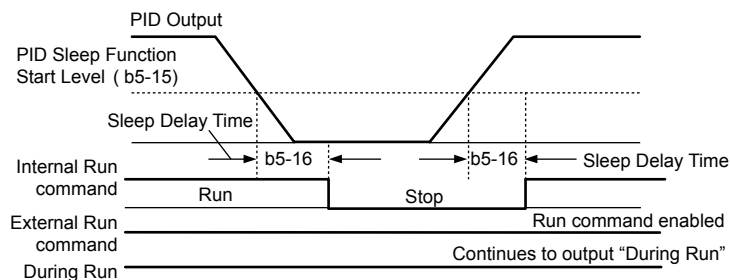 PID Output
PID Sleep Function
Start Level ( b5-15)
Sleep Delay Time
b5-16
b5-16
Sleep Delay Time
Internal Run
command
Run
Stop
External Run
command
Run command enabled
During Run
Continues to output “During Run”